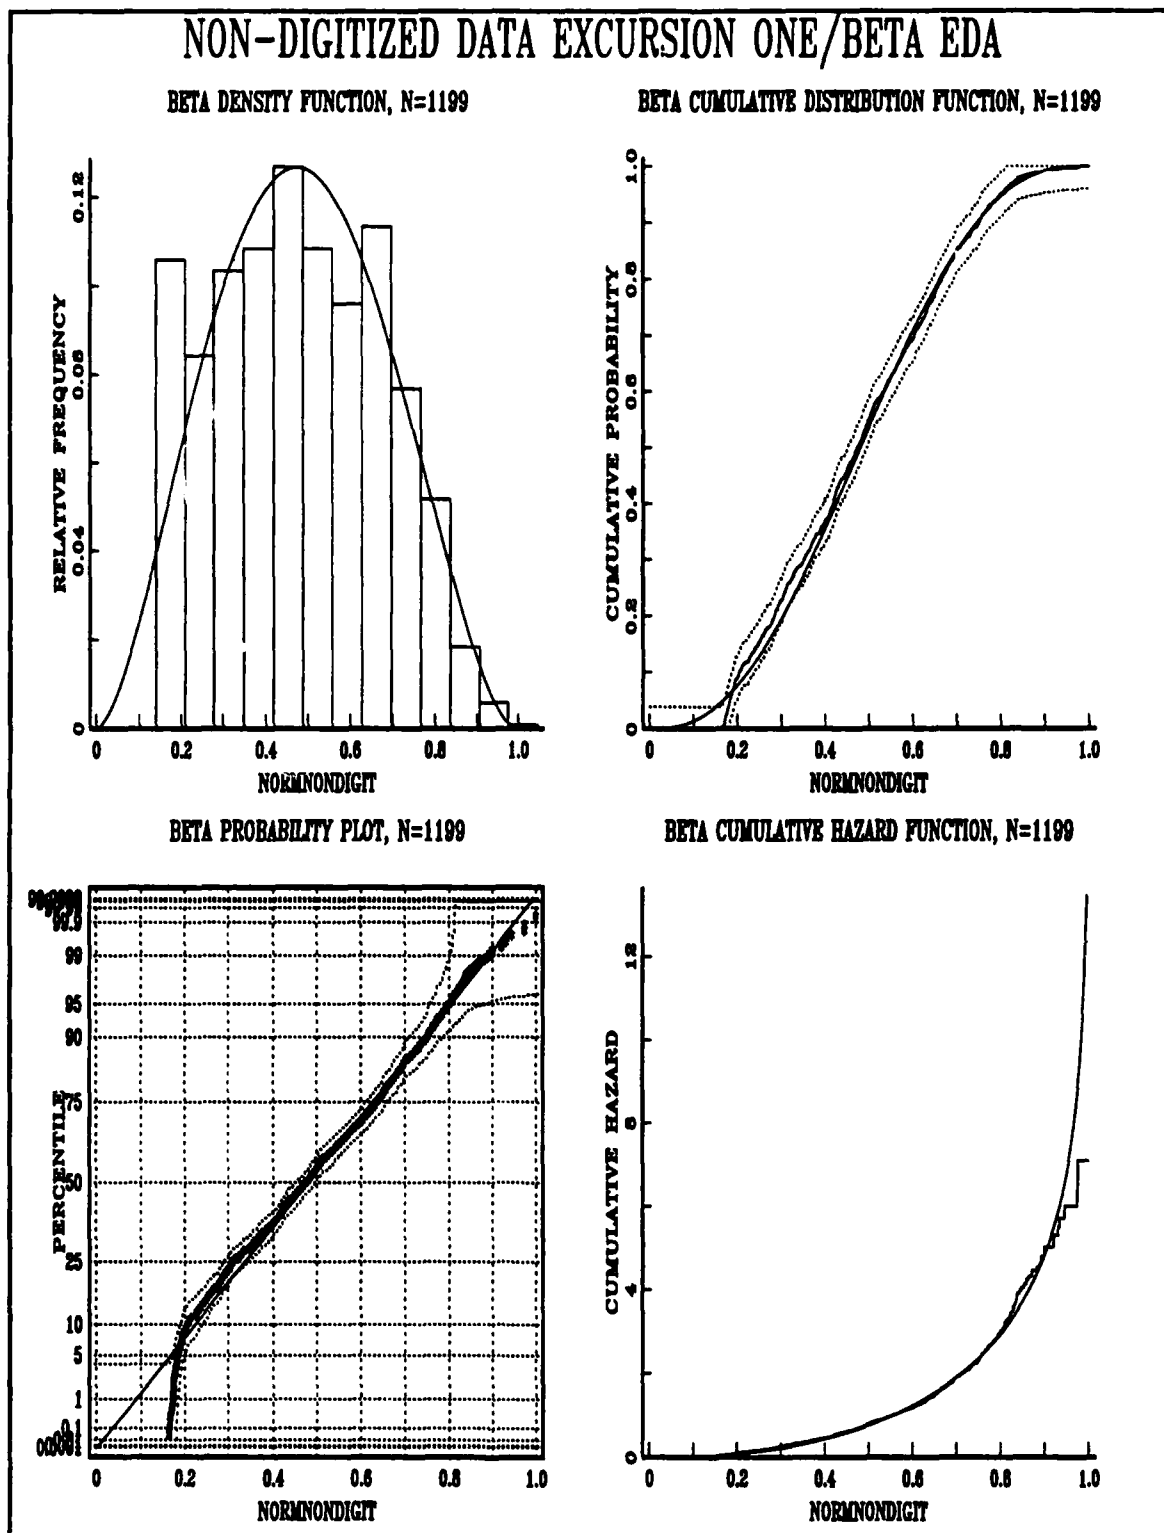 NON-DIGITIZED DATA EXCURSION ONE/BETA EDA
BETA DENSITY FUNCTION, N=1199
RELATIVE FREQUENCY
0.12
0.08
0.04
0
0 0.2 0.4 0.6 0.8 1.0
NORMNONDIGIT
BETA CUMULATIVE DISTRIBUTION FUNCTION, N=1199
CUMULATIVE PROBABILITY
1.0
0.8
0.6
0.4
0.2
0
0 0.2 0.4 0.6 0.8 1.0
NORMNONDIGIT
BETA PROBABILITY PLOT, N=1199
PERCENTILE
99.9
99
95
90
75
50
25
10
5
1
0.1
0 0.2 0.4 0.6 0.8 1.0
NORMNONDIGIT
BETA CUMULATIVE HAZARD FUNCTION, N=1199
CUMULATIVE HAZARD
12
8
4
0
0 0.2 0.4 0.6 0.8 1.0
NORMNONDIGIT